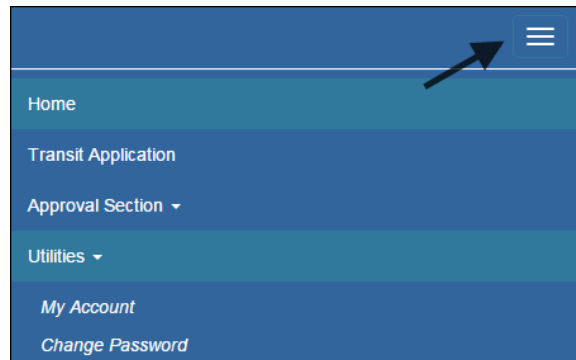 Home
Transit Application
Approval Section
Utilities
My Account
Change Password